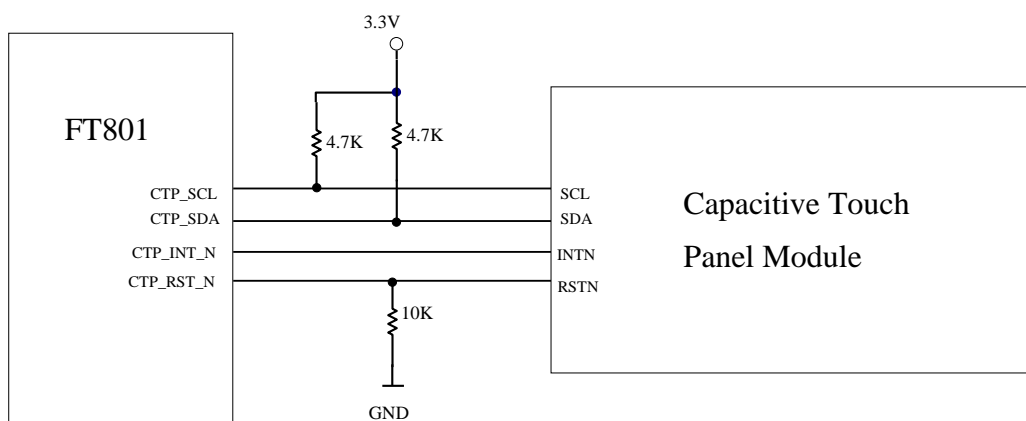 3.3V
FT801
4.7K
4.7K
CTP_SCL
SCL
CTP_SDA
SDA
CTP_INT_N
INTN
CTP_RST_N
RSTN
Capacitive Touch
Panel Module
10K
GND